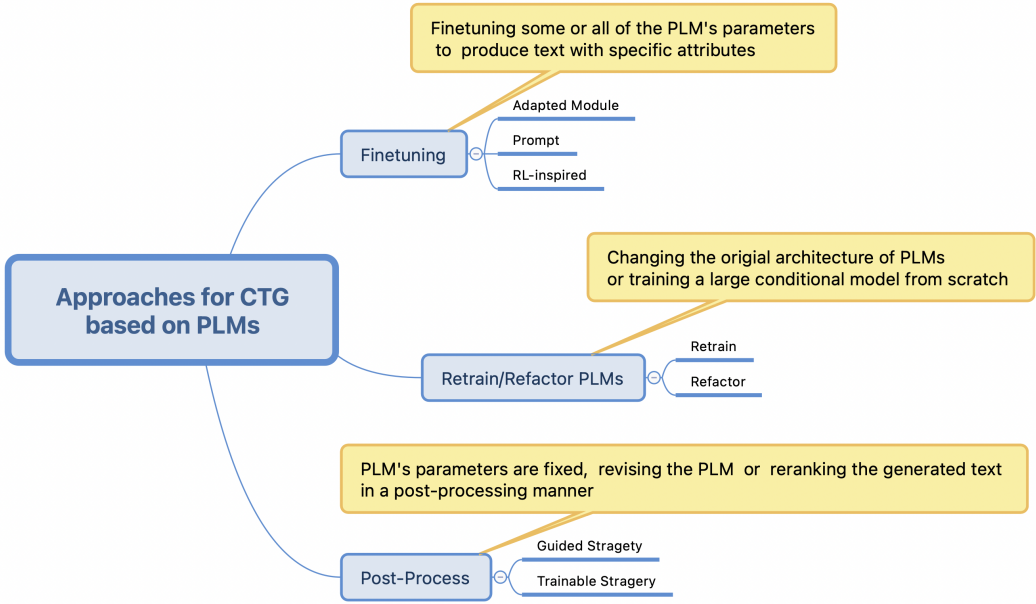 Finetuning some or all of the PLM's parameters
to produce text with specific attributes
Adapted Module
Finetuning
Prompt
RL-inspired
Changing the origial architecture of PLMs
or training a large conditional model from scratch
Approaches for CTG
based on PLMs
Retrain
Retrain/Refactor PLMs
Refactor
PLM's parameters are fixed, revising the PLM or reranking the generated text
in a post-processing manner
Guided Stragety
Post-Process
Trainable Stragery